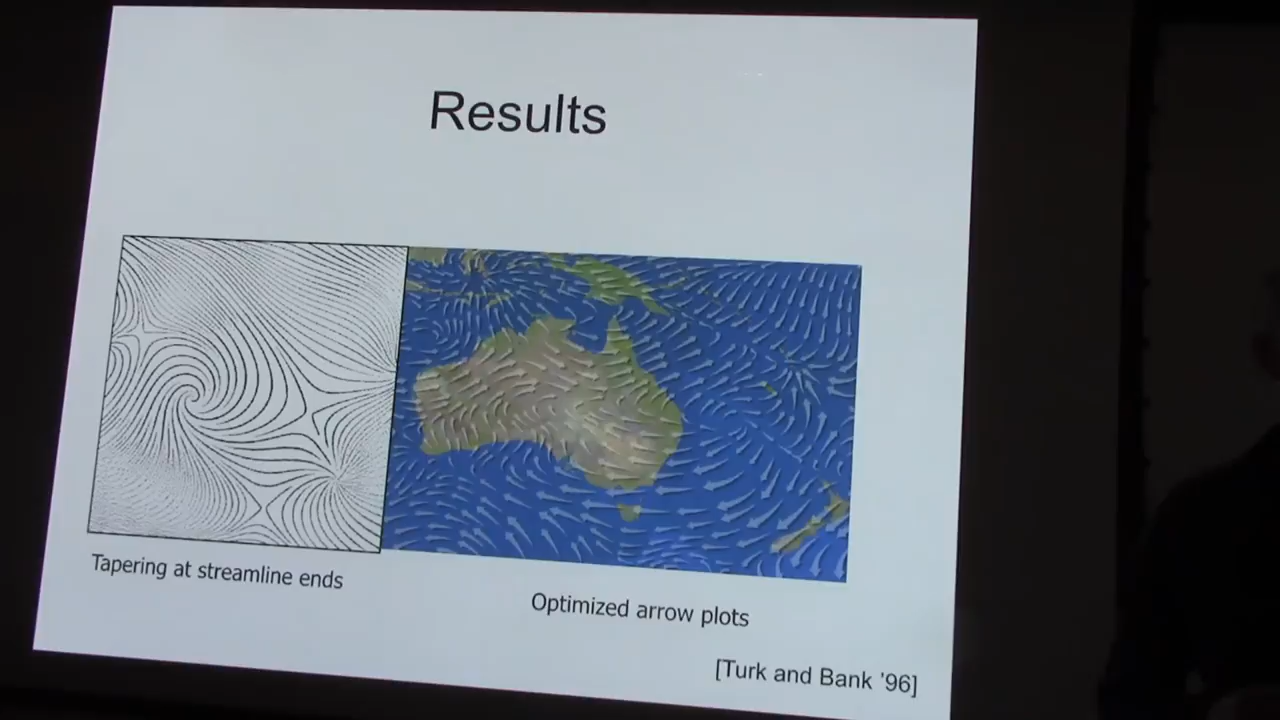 Results
Tapering at streamline ends
Optimized arrow plots
[Turk and Bank '96]